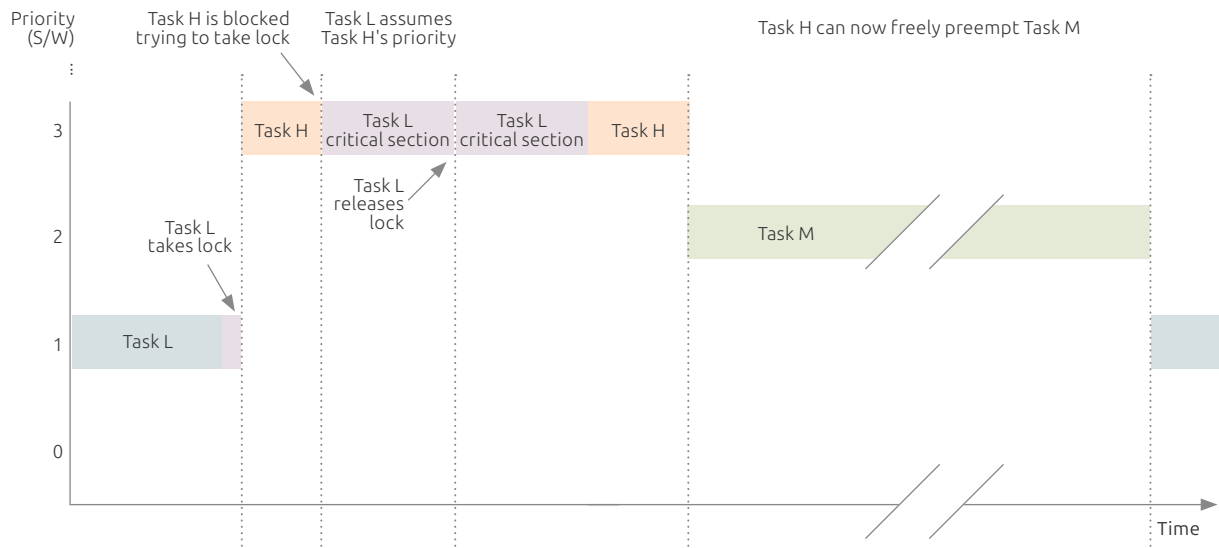 Priority
(S/W)
⋮
Task H is blocked
trying to take lock
Task L assumes
Task H's priority
Task H can now freely preempt Task M
3
Task H
Task L
critical section
Task L
critical section
Task H
Task L
releases
lock
Task L
takes lock
2
Task M
1
Task L
0
Time